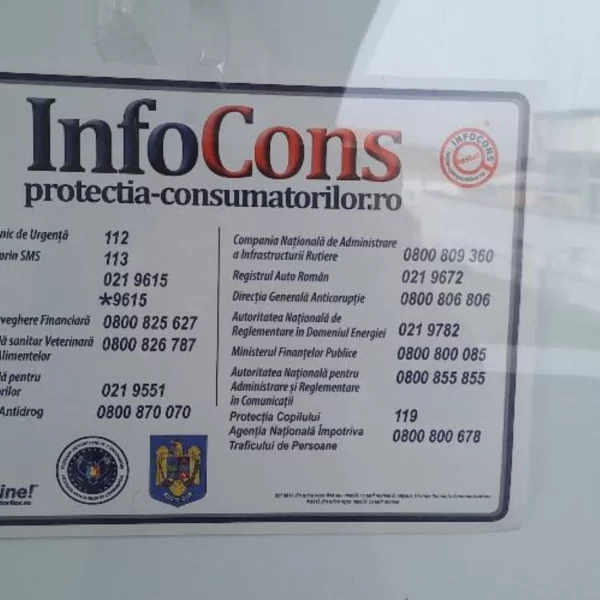 InfoCons
protectia-consumatorilor.ro
INFOCONS
nic de Urgență 112
prin SMS 113
021 9615
*9615
veghere Financiară 0800 825 627
ă sanitar Veterinară 0800 826 787
Alimentelor
ă pentru
orilor 021 9551
Antidrog 0800 870 070
Compania Națională de Administrare
a Infrastructurii Rutiere 0800 809 360
Registrul Auto Român 021 9672
Direcția Generală Anticorupție 0800 806 806
Autoritatea Națională de
Reglementare în Domeniul Energiei 021 9782
Ministerul Finanțelor Publice 0800 800 085
Autoritatea Națională pentru 0800 855 855
Administrare și Reglementare
în Comunicații
Protecția Copilului 119
Agenția Națională Împotriva 0800 800 678
Traficului de Persoane
ine!